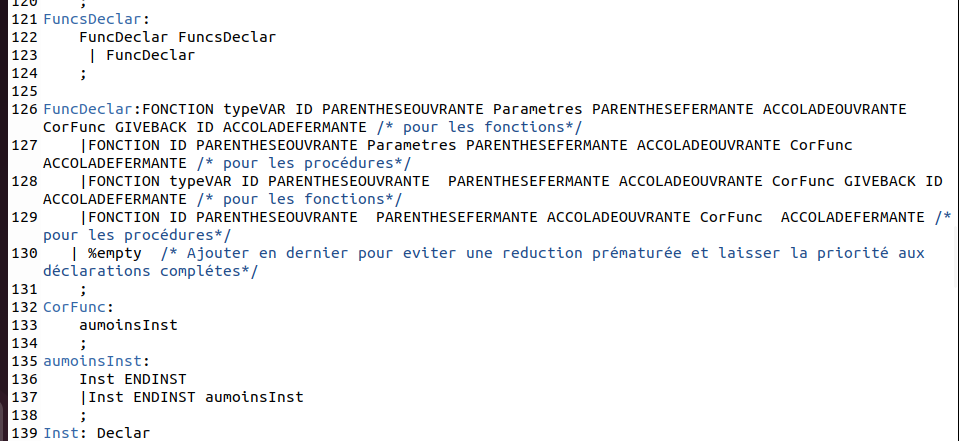 120     ;
121 FuncsDeclar:
122     FuncDeclar FuncsDeclar
123      | FuncDeclar
124     ;
125
126 FuncDeclar:FONCTION typeVAR ID PARENTHESEOUVRANTE Parametres PARENTHESEFERMANTE ACCOLADEOUVRANTE
CorFunc GIVEBACK ID ACCOLADEFERMANTE /* pour les fonctions*/
127     |FONCTION ID PARENTHESEOUVRANTE Parametres PARENTHESEFERMANTE ACCOLADEOUVRANTE CorFunc
ACCOLADEFERMANTE /* pour les procédures*/
128     |FONCTION typeVAR ID PARENTHESEOUVRANTE  PARENTHESEFERMANTE ACCOLADEOUVRANTE CorFunc GIVEBACK ID
ACCOLADEFERMANTE /* pour les fonctions*/
129     |FONCTION ID PARENTHESEOUVRANTE  PARENTHESEFERMANTE ACCOLADEOUVRANTE CorFunc  ACCOLADEFERMANTE /*
pour les procédures*/
130    | %empty  /* Ajouter en dernier pour eviter une reduction prématurée et laisser la priorité aux
déclarations complétes*/
131     ;
132 CorFunc:
133     aumoinsInst
134     ;
135 aumoinsInst:
136     Inst ENDINST
137     |Inst ENDINST aumoinsInst
138     ;
139 Inst: Declar